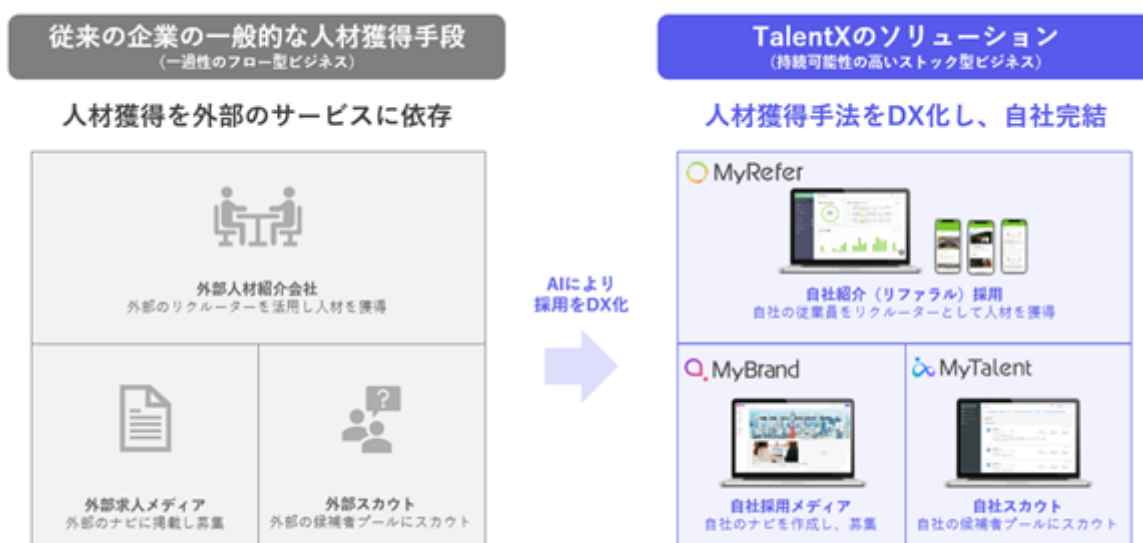 従来の企業の一般的な人材獲得手段
(一過性のフロー型ビジネス)
人材獲得を外部のサービスに依存
外部人材紹介会社
外部のリクルーターを活用し人材を獲得
外部求人メディア
外部のナビに掲載し募集
外部スカウト
外部の候補者プールにスカウト
AIにより
採用をDX化
TalentXのソリューション
(持続可能性の高いストック型ビジネス)
人材獲得手法をDX化し、自社完結
MyRefer
自社紹介（リファラル）採用
自社の従業員をリクルーターとして人材を獲得
MyBrand
自社採用メディア
自社のナビを作成し、募集
MyTalent
自社スカウト
自社の候補者プールにスカウト